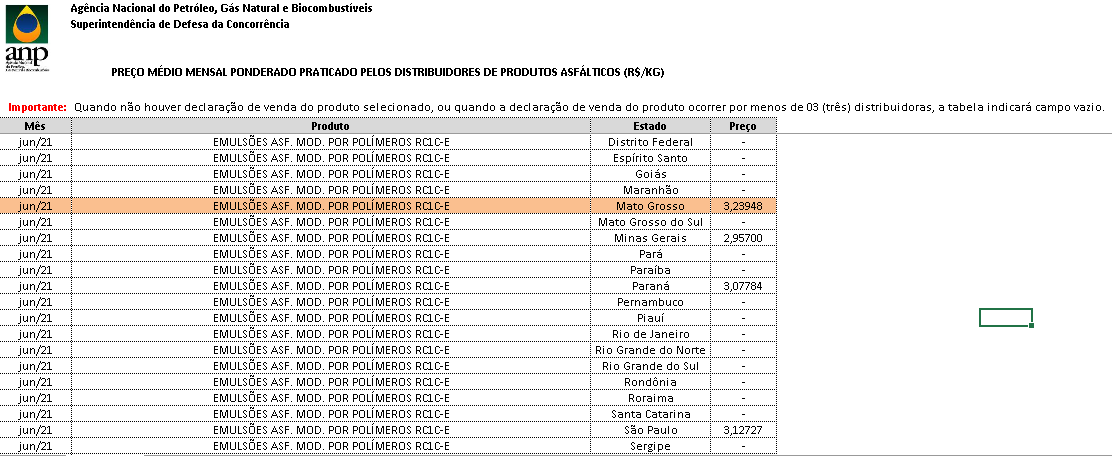 Agência Nacional do Petróleo, Gás Natural e Biocombustíveis
Superintendência de Defesa da Concorrência
anp
PREÇO MÉDIO MENSAL PONDERADO PRATICADO PELOS DISTRIBUIDORES DE PRODUTOS ASFÁLTICOS (R$/KG)
Importante: Quando não houver declaração de venda do produto selecionado, ou quando a declaração de venda do produto ocorrer por menos de 03 (três) distribuidoras, a tabela indicará campo vazio.
Mês Produto Estado Preço
jun/21 EMULSÕES ASF. MOD. POR POLÍMEROS RC1C-E Distrito Federal -
jun/21 EMULSÕES ASF. MOD. POR POLÍMEROS RC1C-E Espírito Santo -
jun/21 EMULSÕES ASF. MOD. POR POLÍMEROS RC1C-E Goiás -
jun/21 EMULSÕES ASF. MOD. POR POLÍMEROS RC1C-E Maranhão -
jun/21 EMULSÕES ASF. MOD. POR POLÍMEROS RC1C-E Mato Grosso 3,23948
jun/21 EMULSÕES ASF. MOD. POR POLÍMEROS RC1C-E Mato Grosso do Sul -
jun/21 EMULSÕES ASF. MOD. POR POLÍMEROS RC1C-E Minas Gerais 2,95700
jun/21 EMULSÕES ASF. MOD. POR POLÍMEROS RC1C-E Pará -
jun/21 EMULSÕES ASF. MOD. POR POLÍMEROS RC1C-E Paraíba -
jun/21 EMULSÕES ASF. MOD. POR POLÍMEROS RC1C-E Paraná 3,07784
jun/21 EMULSÕES ASF. MOD. POR POLÍMEROS RC1C-E Pernambuco -
jun/21 EMULSÕES ASF. MOD. POR POLÍMEROS RC1C-E Piauí -
jun/21 EMULSÕES ASF. MOD. POR POLÍMEROS RC1C-E Rio de Janeiro -
jun/21 EMULSÕES ASF. MOD. POR POLÍMEROS RC1C-E Rio Grande do Norte -
jun/21 EMULSÕES ASF. MOD. POR POLÍMEROS RC1C-E Rio Grande do Sul -
jun/21 EMULSÕES ASF. MOD. POR POLÍMEROS RC1C-E Rondônia -
jun/21 EMULSÕES ASF. MOD. POR POLÍMEROS RC1C-E Roraima -
jun/21 EMULSÕES ASF. MOD. POR POLÍMEROS RC1C-E Santa Catarina -
jun/21 EMULSÕES ASF. MOD. POR POLÍMEROS RC1C-E São Paulo 3,12727
jun/21 EMULSÕES ASF. MOD. POR POLÍMEROS RC1C-E Sergipe -